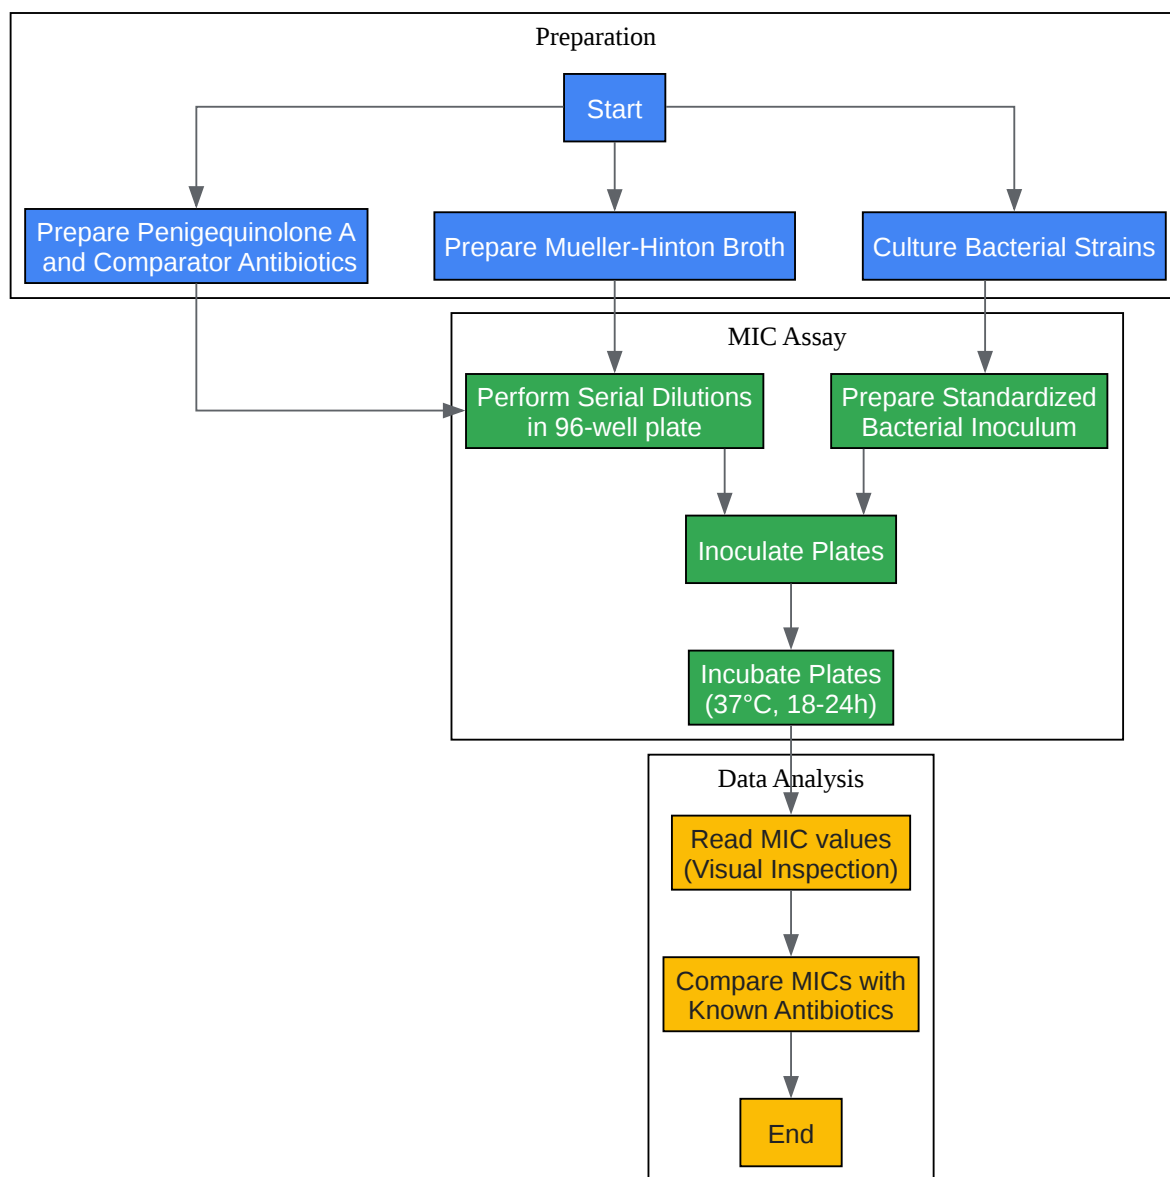 Preparation
Start
Prepare Penigequinolone A
and Comparator Antibiotics
Prepare Mueller-Hinton Broth
Culture Bacterial Strains
MIC Assay
Perform Serial Dilutions
in 96-well plate
Prepare Standardized
Bacterial Inoculum
Inoculate Plates
Incubate Plates
(37°C, 18-24h)
Data Analysis
Read MIC values
(Visual Inspection)
Compare MICs with
Known Antibiotics
End